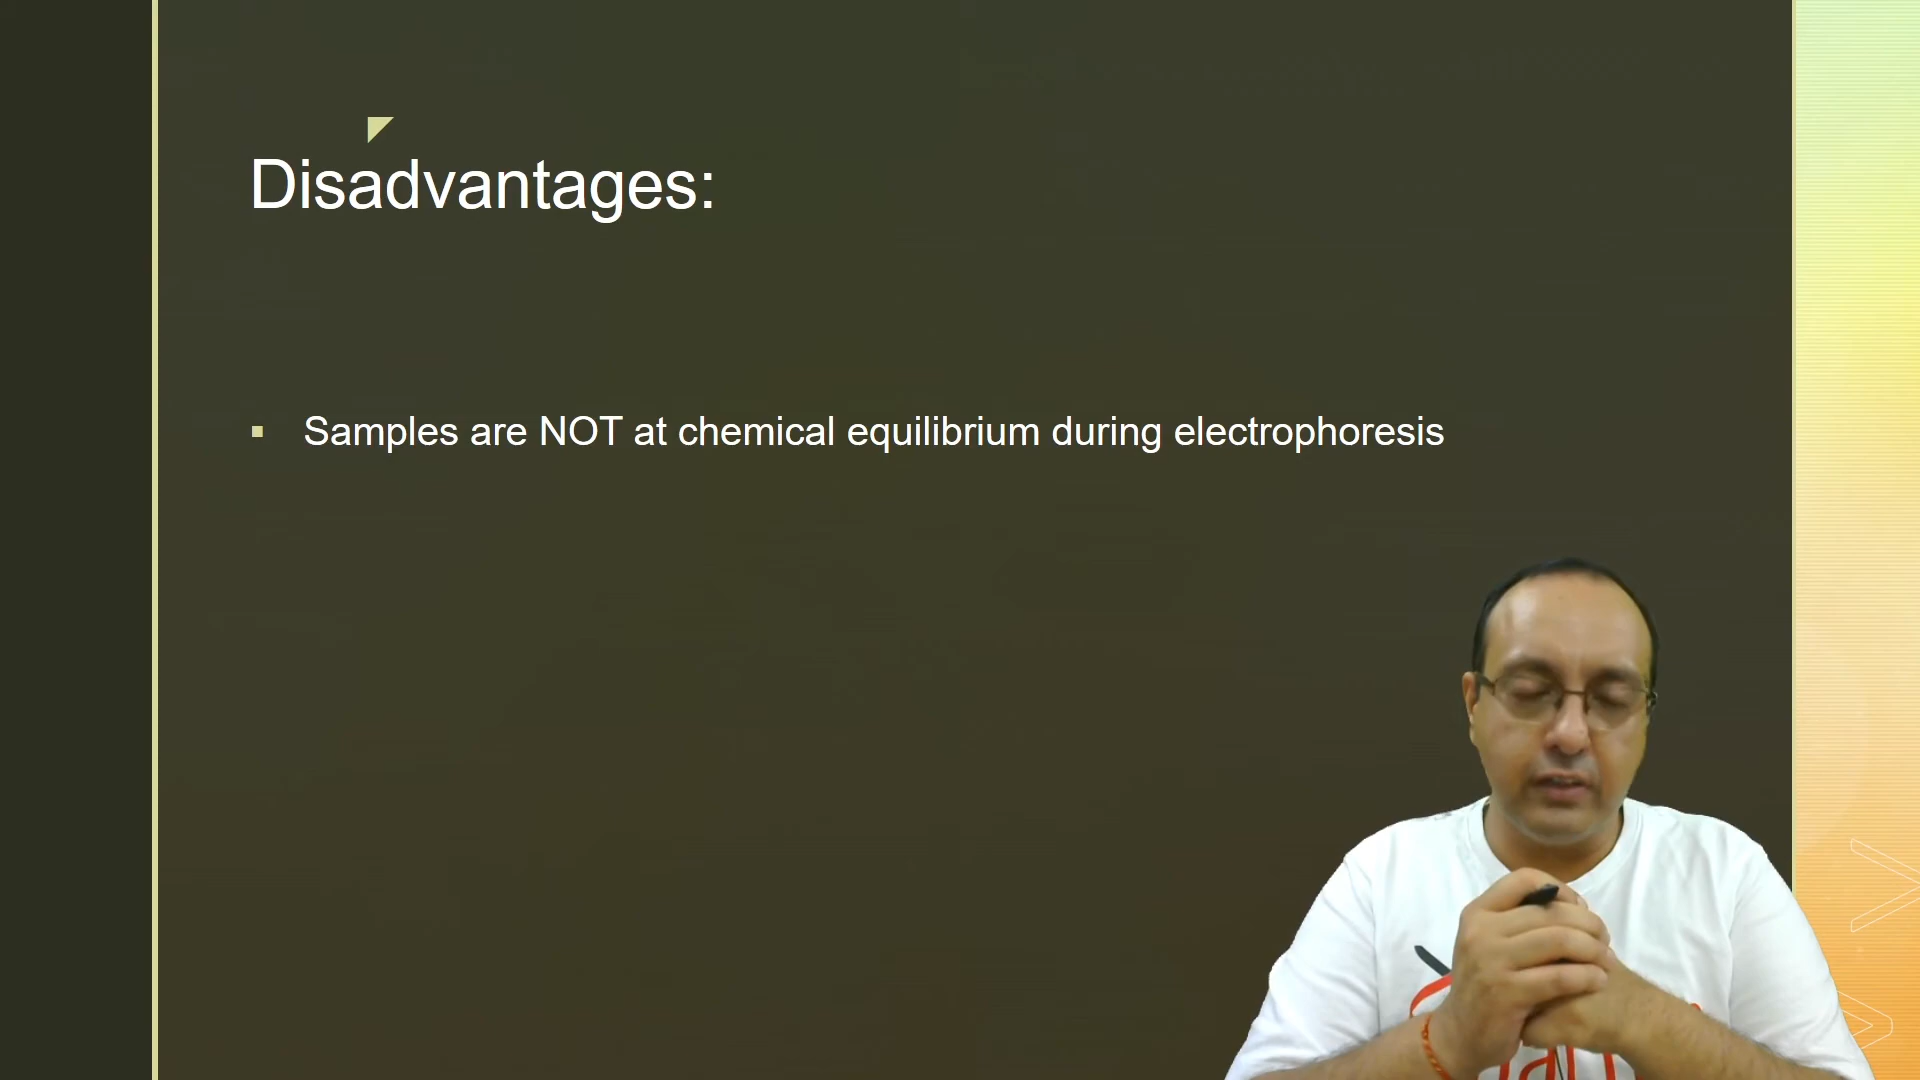 Disadvantages:
Samples are NOT at chemical equilibrium during electrophoresis